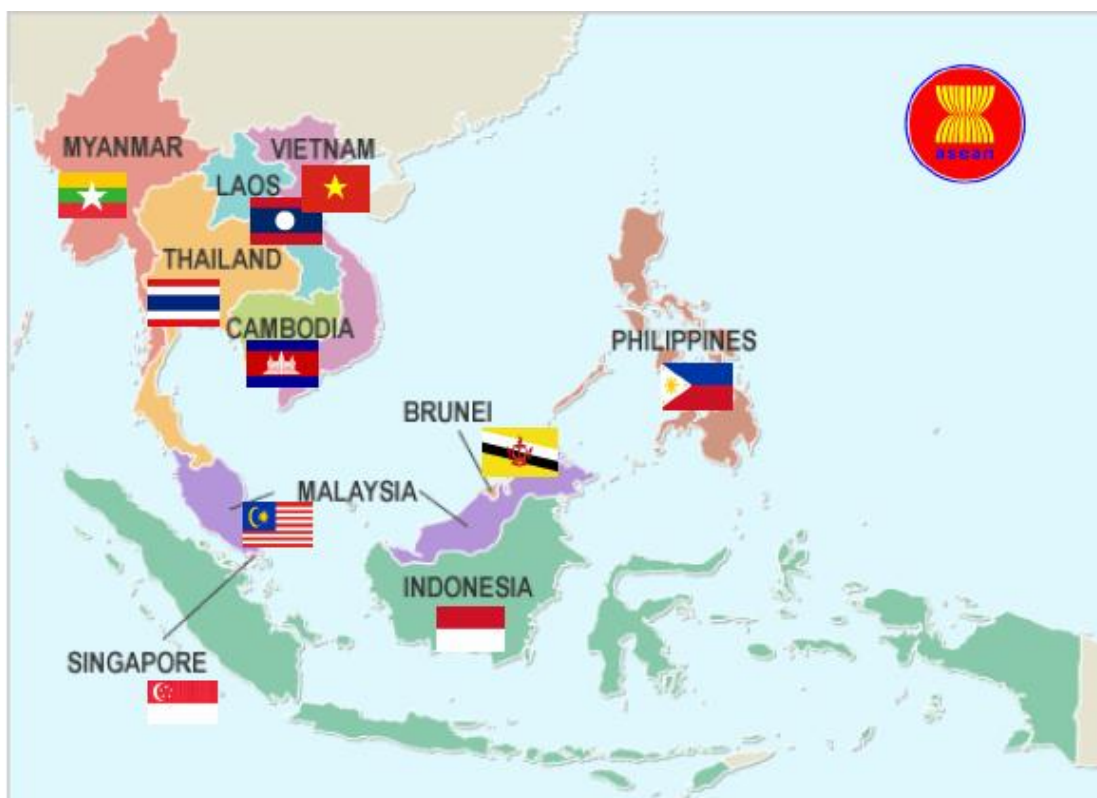 MYANMAR
VIETNAM
LAOS
asean
THAILAND
CAMBODIA
PHILIPPINES
BRUNEI
MALAYSIA
INDONESIA
SINGAPORE